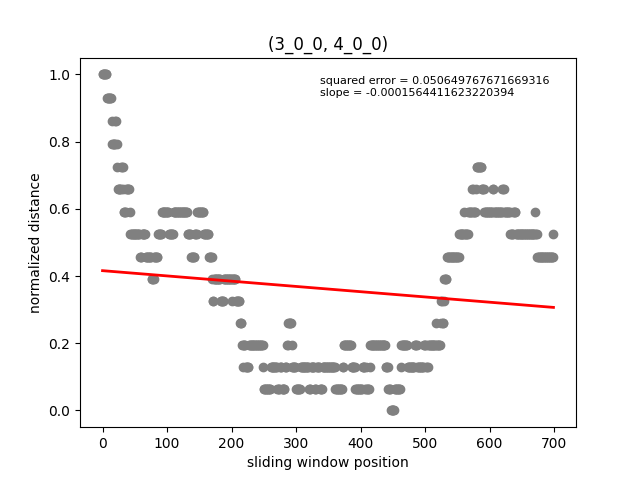 (3_0_0, 4_0_0)
squared error = 0.050649767671669316
slope = -0.0001564411623220394
normalized distance
1.0
0.8
0.6
0.4
0.2
0.0
0 100 200 300 400 500 600 700
sliding window position